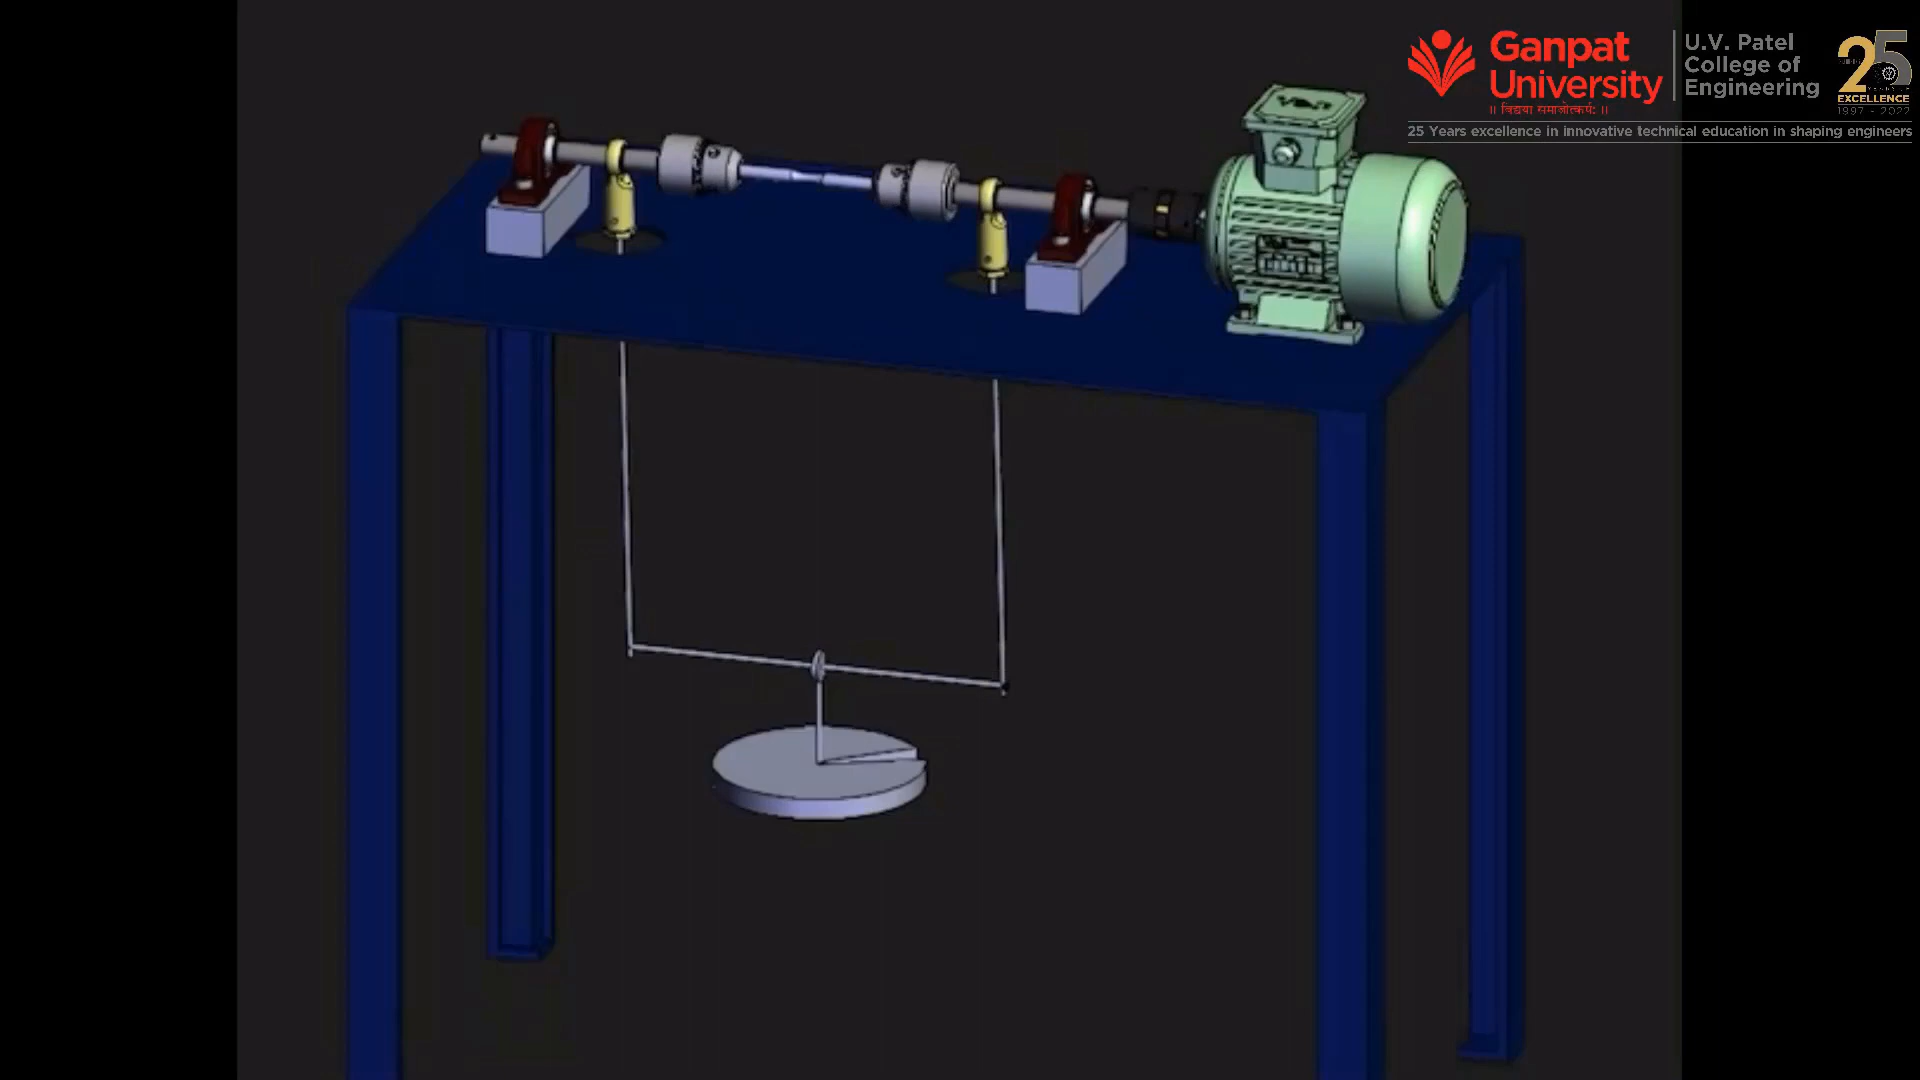 Ganpat
University
॥ विद्यया समाजोत्कर्षः ॥
U.V. Patel
College of
Engineering
25
EXCELLENCE
1997 - 2022
25 Years excellence in innovative technical education in shaping engineers